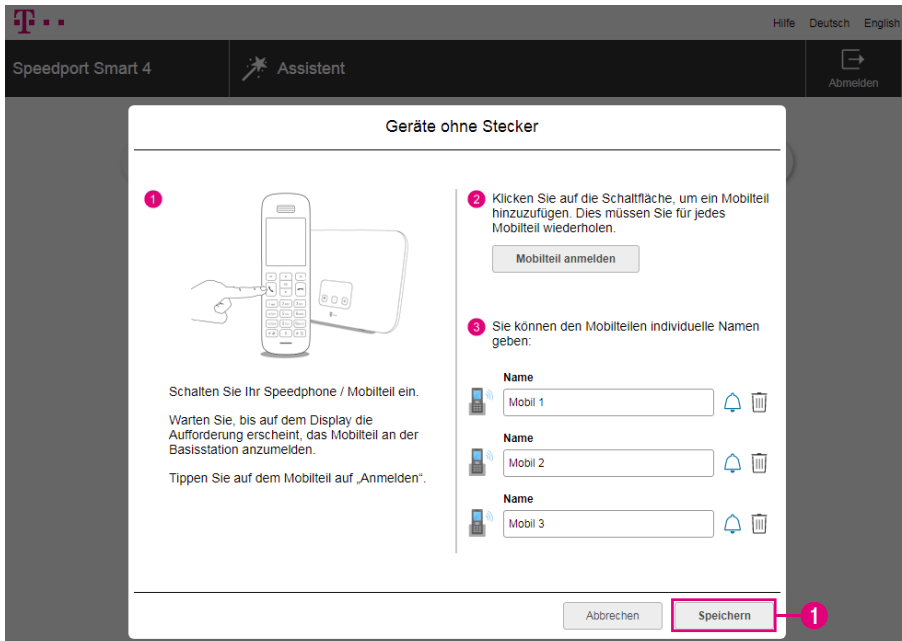 T
Hilfe Deutsch English
Speedport Smart 4
Assistent
Abmelden
Geräte ohne Stecker
1
Schalten Sie Ihr Speedphone / Mobilteil ein.
Warten Sie, bis auf dem Display die
Aufforderung erscheint, das Mobilteil an der
Basisstation anzumelden.
Tippen Sie auf dem Mobilteil auf „Anmelden“.
2
Klicken Sie auf die Schaltfläche, um ein Mobilteil
hinzuzufügen. Dies müssen Sie für jedes
Mobilteil wiederholen.
Mobilteil anmelden
3
Sie können den Mobilteilen individuelle Namen
geben:
Name
Mobil 1
Name
Mobil 2
Name
Mobil 3
Abbrechen
Speichern
1